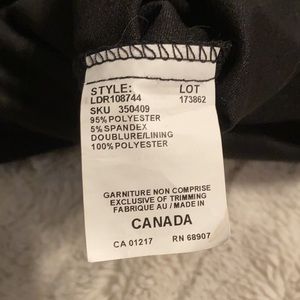 STYLE: LOT
LDR108744 173862
SKU 350409
95% POLYESTER
5% SPANDEX
DOUBLURE/LINING
100% POLYESTER
GARNITURE NON COMPRISE
EXCLUSIVE OF TRIMMING
FABRIQUE AU / MADE IN
CANADA
CA 01217 RN 68907